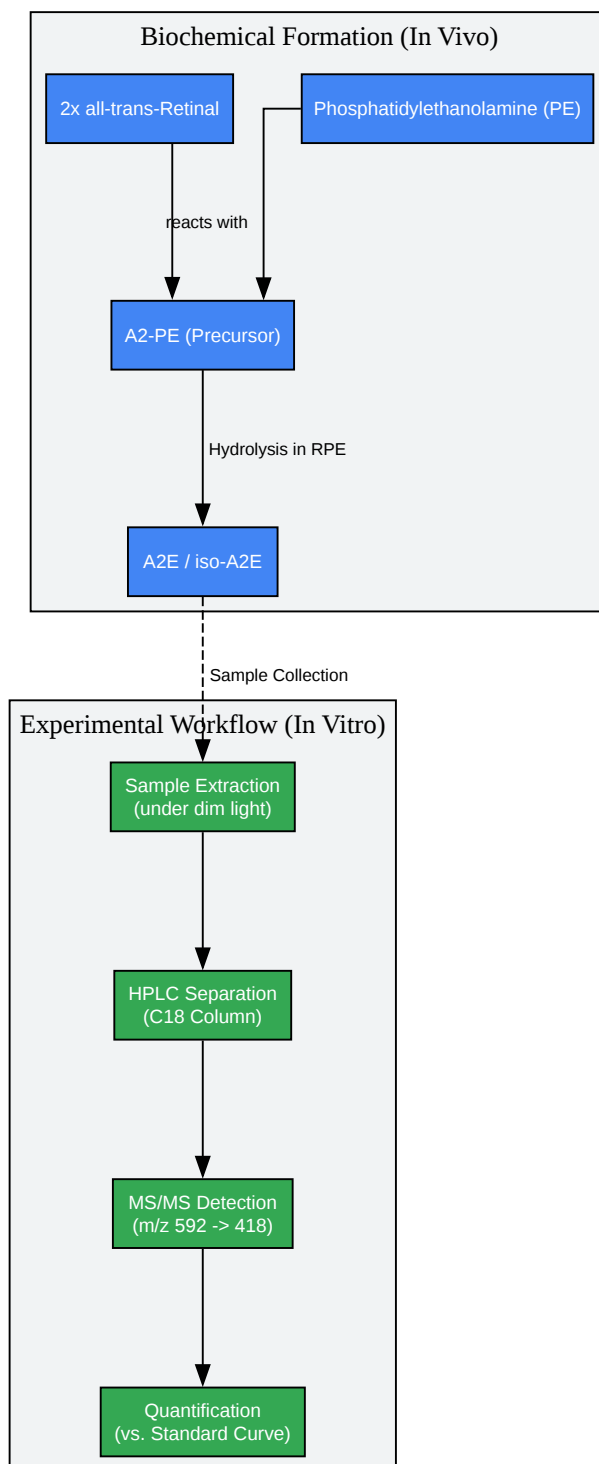 Biochemical Formation (In Vivo)
2x all-trans-Retinal
Phosphatidylethanolamine (PE)
reacts with
A2-PE (Precursor)
Hydrolysis in RPE
A2E / iso-A2E
Sample Collection
Experimental Workflow (In Vitro)
Sample Extraction
(under dim light)
HPLC Separation
(C18 Column)
MS/MS Detection
(m/z 592 -> 418)
Quantification
(vs. Standard Curve)